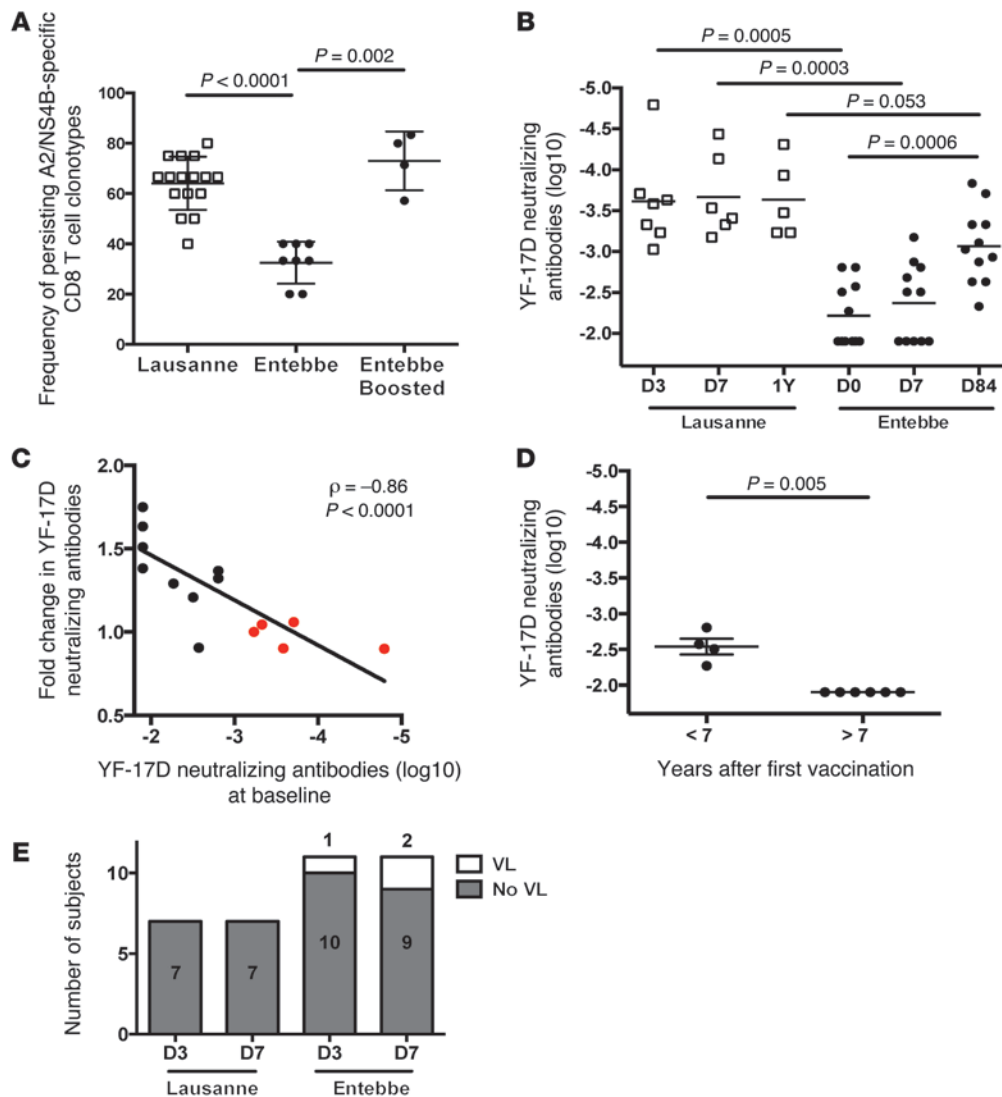 A
Frequency of persisting A2/NS4B-specific
CD8 T cell clonotypes
100
80
60
40
20
0
P < 0.0001
P = 0.002
Lausanne
Entebbe
Entebbe
Boosted
B
YF-17D neutralizing
antibodies (log10)
-5.0
-4.5
-4.0
-3.5
-3.0
-2.5
-2.0
P = 0.0005
P = 0.0003
P = 0.053
P = 0.0006
D3 D7 1Y D0 D7 D84
Lausanne Entebbe
C
Fold change in YF-17D
neutralizing antibodies
2.0
1.5
1.0
0.5
ρ = −0.86
P < 0.0001
-2 -3 -4 -5
YF-17D neutralizing antibodies (log10)
at baseline
D
YF-17D neutralizing
antibodies (log10)
-5.0
-4.5
-4.0
-3.5
-3.0
-2.5
-2.0
P = 0.005
< 7 > 7
Years after first vaccination
E
Number of subjects
10
5
0
7
7
1
10
2
9
VL
No VL
D3 D7 D3 D7
Lausanne Entebbe